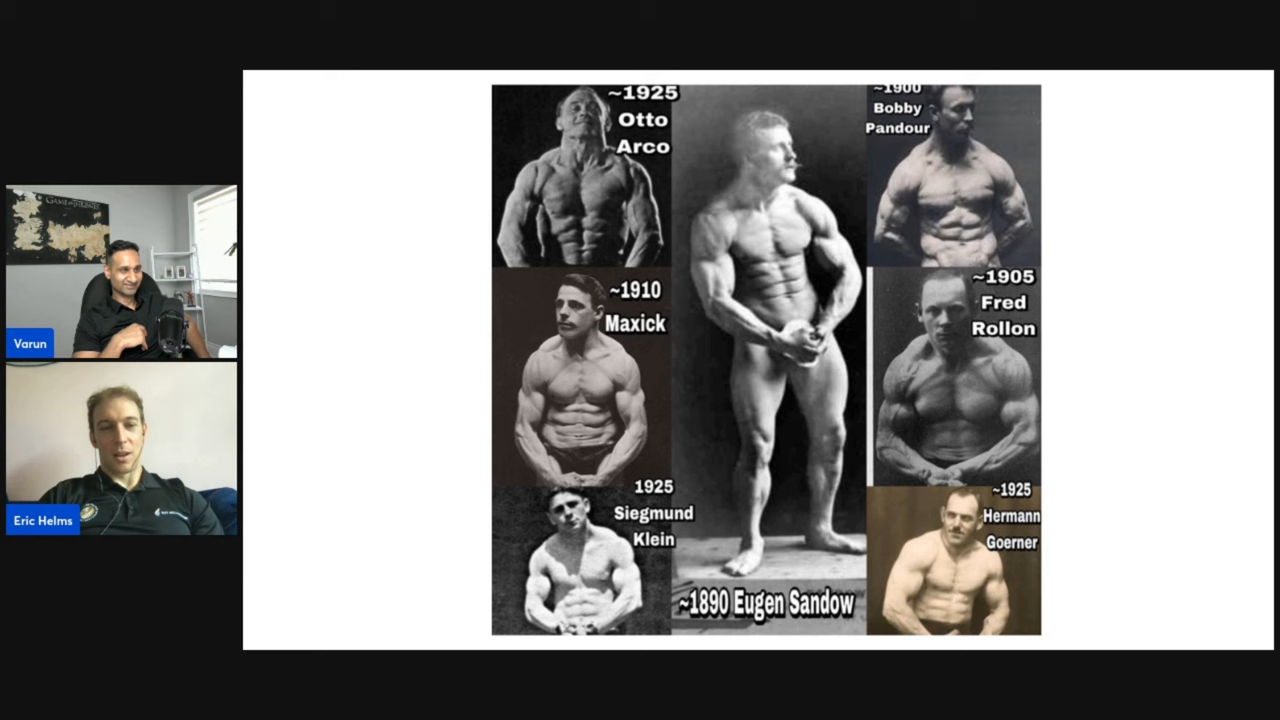 ~1925
Otto
Arco
~1900
Bobby
Pandour
~1910
Maxick
~1905
Fred
Rollon
1925
Siegmund
Klein
~1925
Hermann
Goerner
~1890 Eugen Sandow
GAME OF THRONES
Varun
Eric Helms